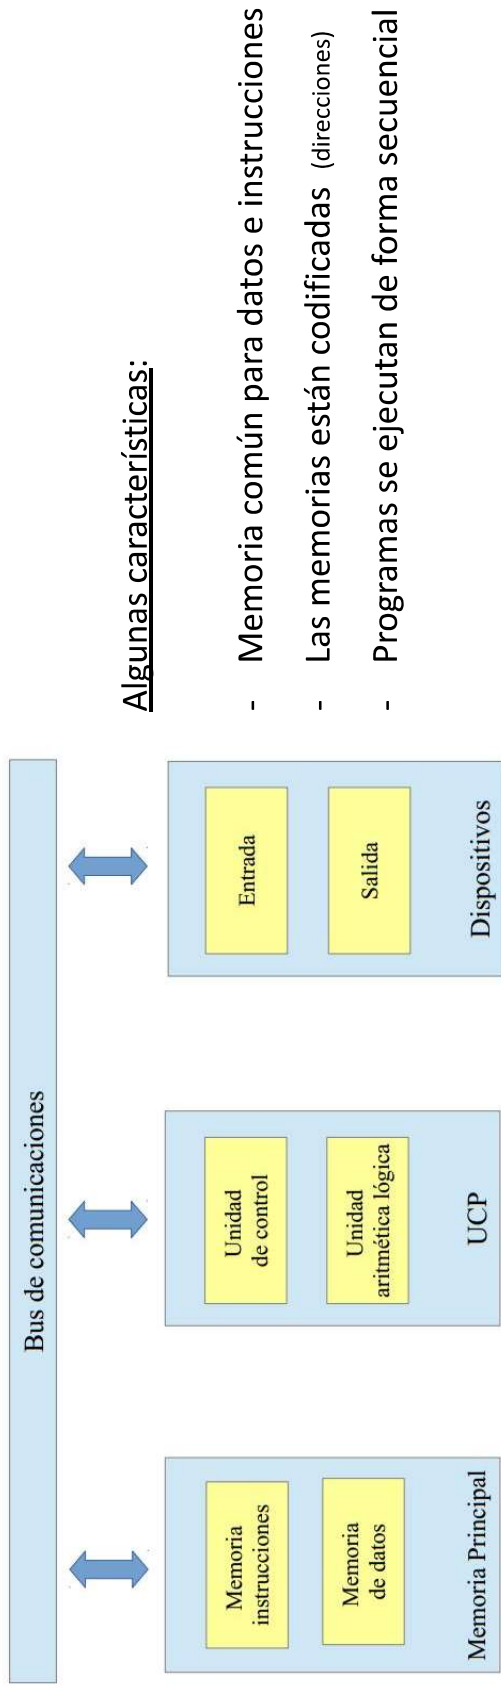 Bus de comunicaciones
Memoria
instrucciones
Memoria
de datos
Memoria Principal
Unidad
de control
Unidad
aritmética lógica
UCP
Entrada
Salida
Dispositivos
Algunas características:
- Memoria común para datos e instrucciones
- Las memorias están codificadas (direcciones)
- Programas se ejecutan de forma secuencial